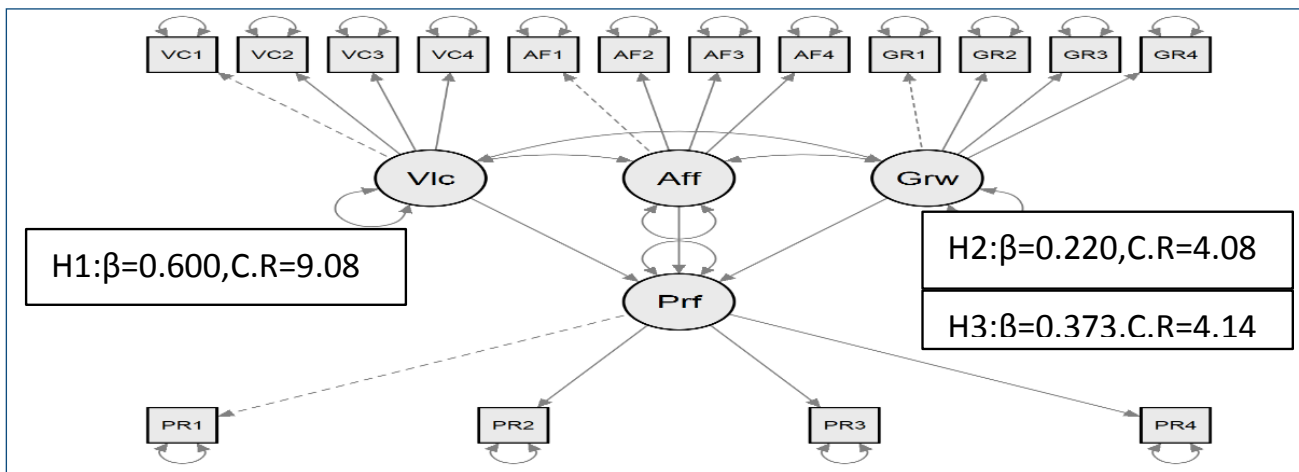 VC1 VC2 VC3 VC4 AF1 AF2 AF3 AF4 GR1 GR2 GR3 GR4
Vlc Aff Grw
H1:β=0.600,C.R=9.08
H2:β=0.220,C.R=4.08
Prf
H3:β=0.373,C.R=4.14
PR1 PR2 PR3 PR4